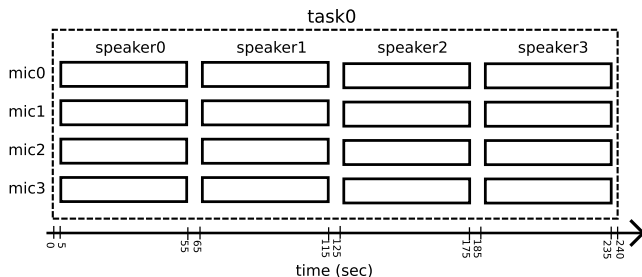 task0
speaker0 speaker1 speaker2 speaker3
mic0
mic1
mic2
mic3
0 5 55 65 115 125 175 185 235 240
time (sec)